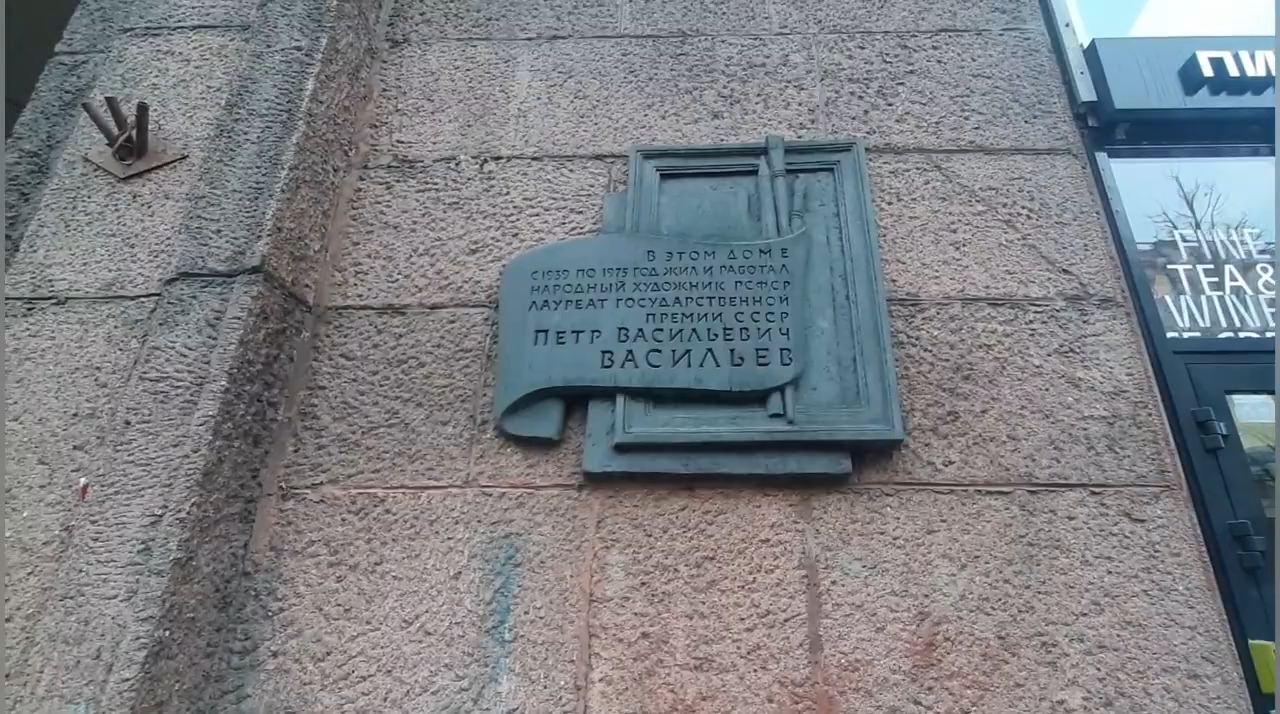 В ЭТОМ ДОМЕ
С 1939 ПО 1975 ГОД ЖИЛ И РАБОТАЛ
НАРОДНЫЙ ХУДОЖНИК РСФСР
ЛАУРЕАТ ГОСУДАРСТВЕННОЙ
ПРЕМИИ СССР
ПЕТР ВАСИЛЬЕВИЧ
ВАСИЛЬЕВ
FINE
TEA &
WINE